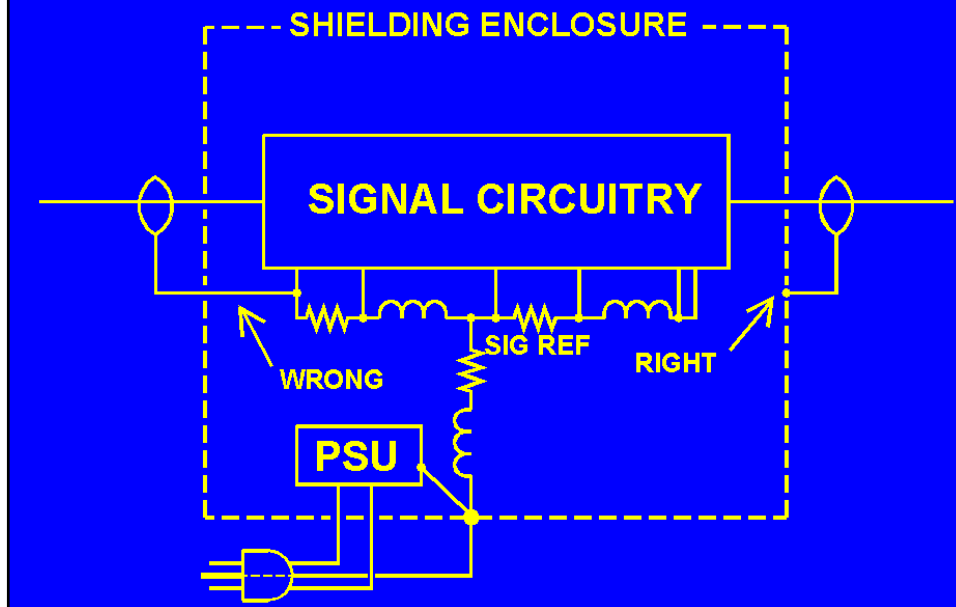 SHIELDING ENCLOSURE
SIGNAL CIRCUITRY
SIG REF
RIGHT
WRONG
PSU